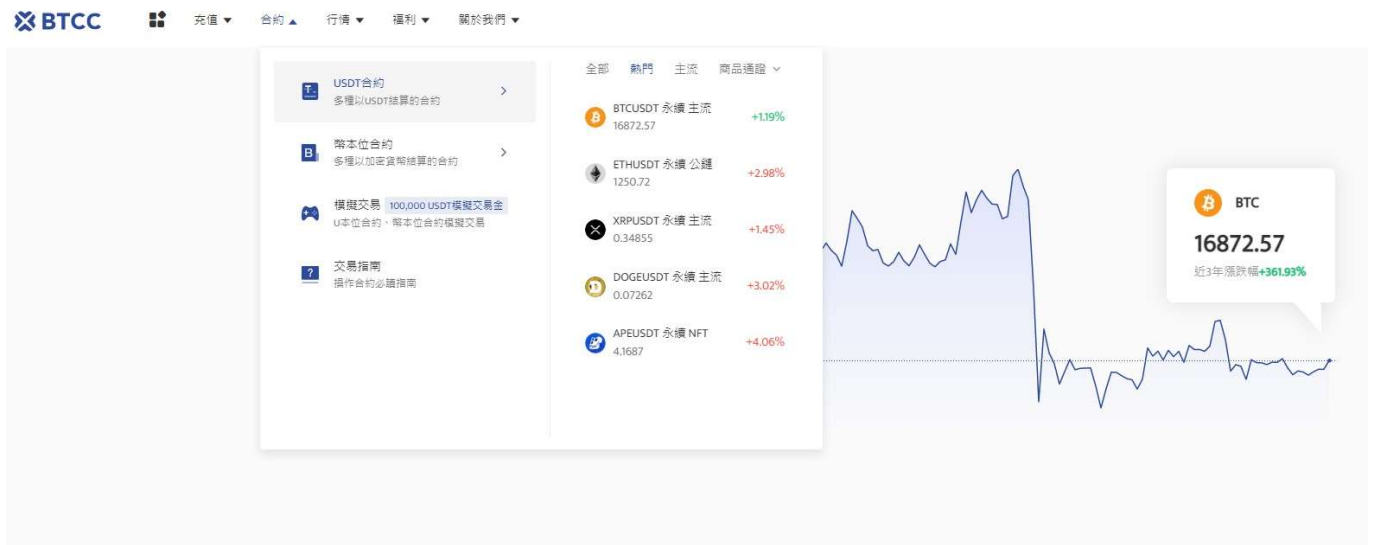 BTCC
充值 ▼ 合約 ▲ 行情 ▼ 福利 ▼ 關於我們 ▼
USDT合約
多種以USDT結算的合約
幣本位合約
多種以加密貨幣結算的合約
模擬交易 100,000 USDT模擬交易金
U本位合約、幣本位合約模擬交易
交易指南
操作合約必讀指南
全部 熱門 主流 商品通證
BTCUSDT 永續 主流
16872.57
+1.19%
ETHUSDT 永續 公鏈
1250.72
+2.98%
XRPUSDT 永續 主流
0.34855
+1.45%
DOGEUSDT 永續 主流
0.07262
+3.02%
APEUSDT 永續 NFT
4.1687
+4.06%
BTC
16872.57
近3年漲跌幅+361.93%